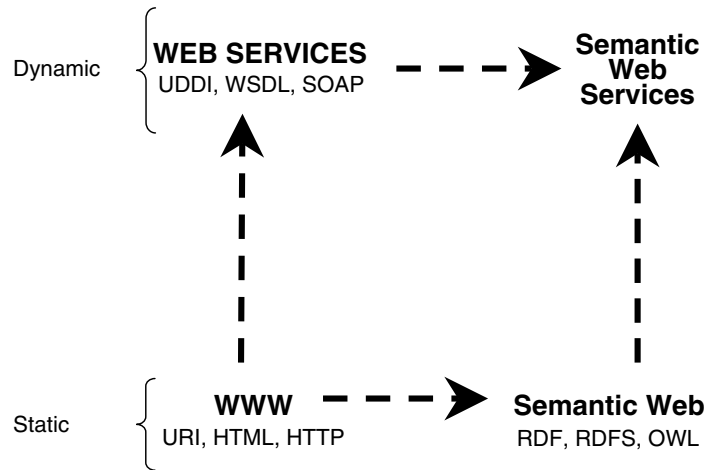 Dynamic
WEB SERVICES
UDDI, WSDL, SOAP
Semantic
Web
Services
Static
WWW
URI, HTML, HTTP
Semantic Web
RDF, RDFS, OWL